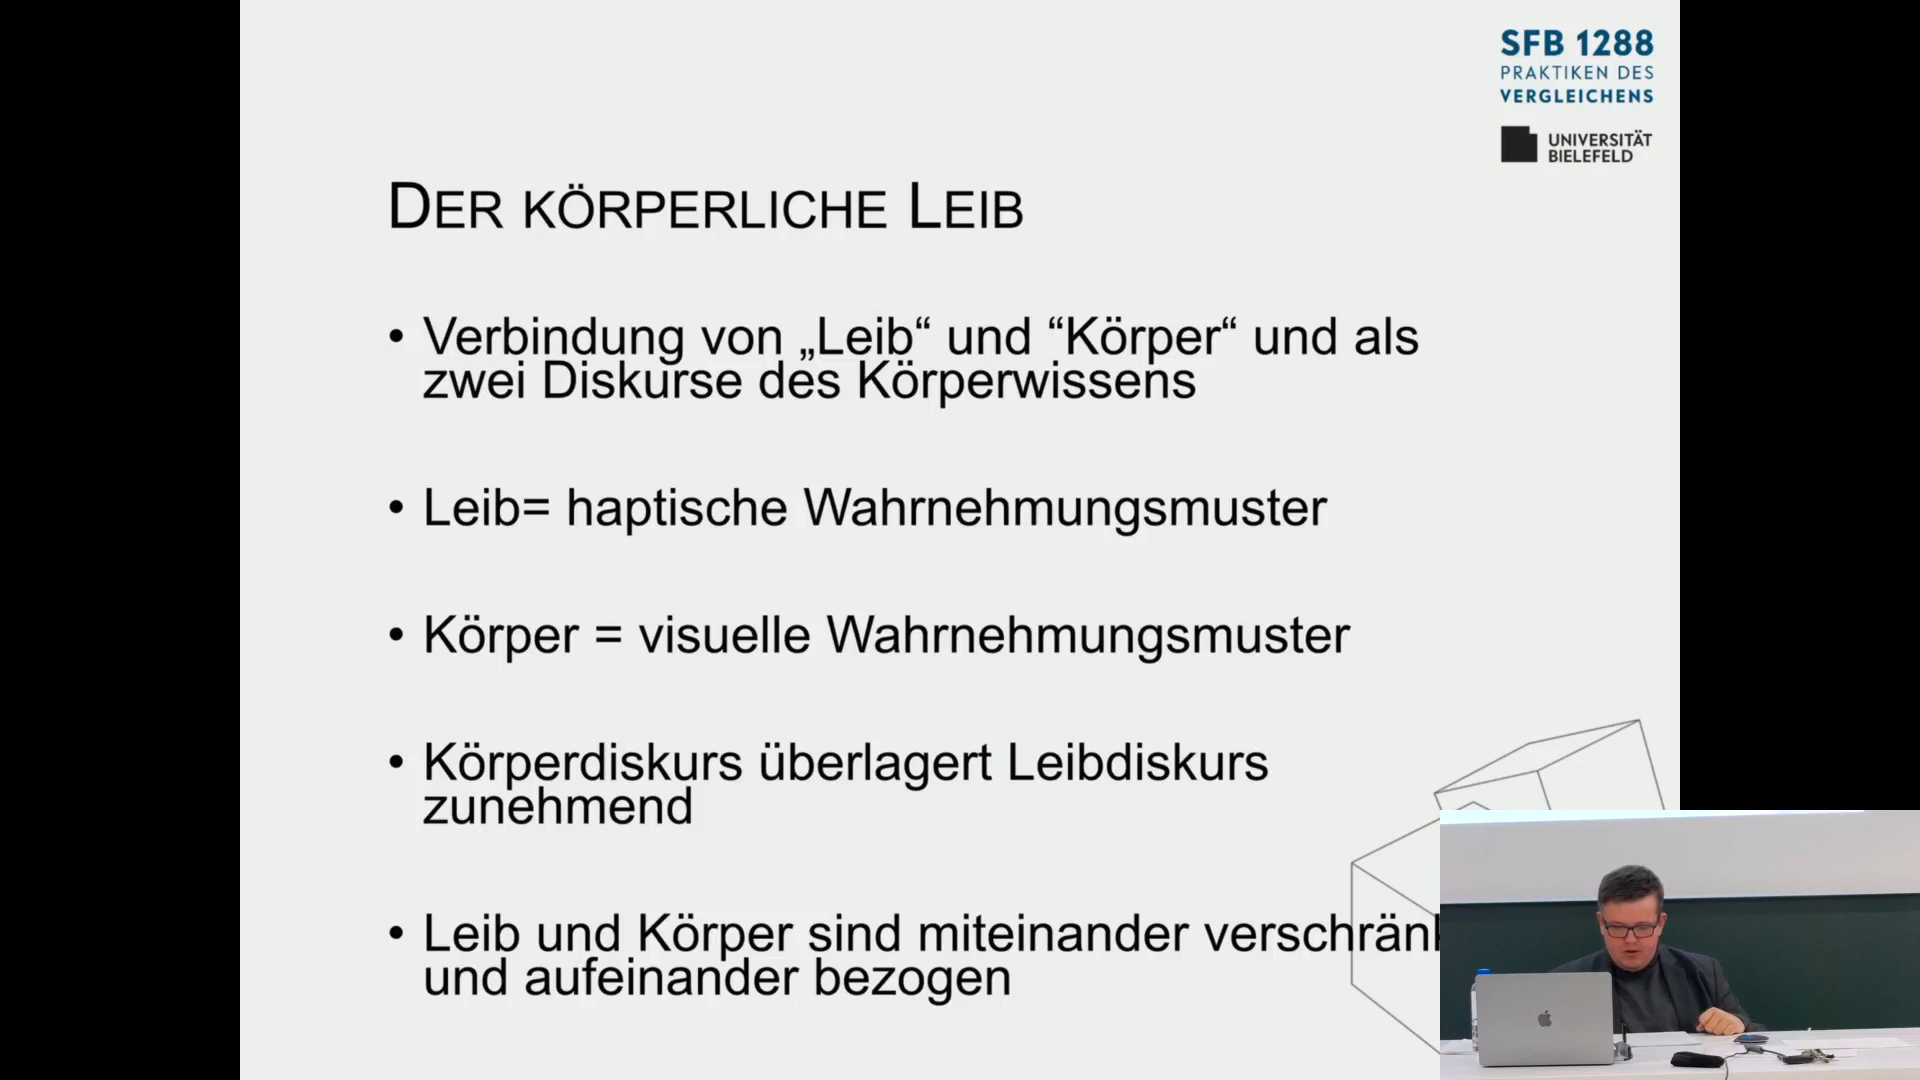 SFB 1288
PRAKTIKEN DES
VERGLEICHENS
UNIVERSITÄT
BIELEFELD
DER KÖRPERLICHE LEIB
• Verbindung von „Leib“ und “Körper“ und als
zwei Diskurse des Körperwissens
• Leib= haptische Wahrnehmungsmuster
• Körper = visuelle Wahrnehmungsmuster
• Körperdiskurs überlagert Leibdiskurs
zunehmend
• Leib und Körper sind miteinander verschränk
und aufeinander bezogen